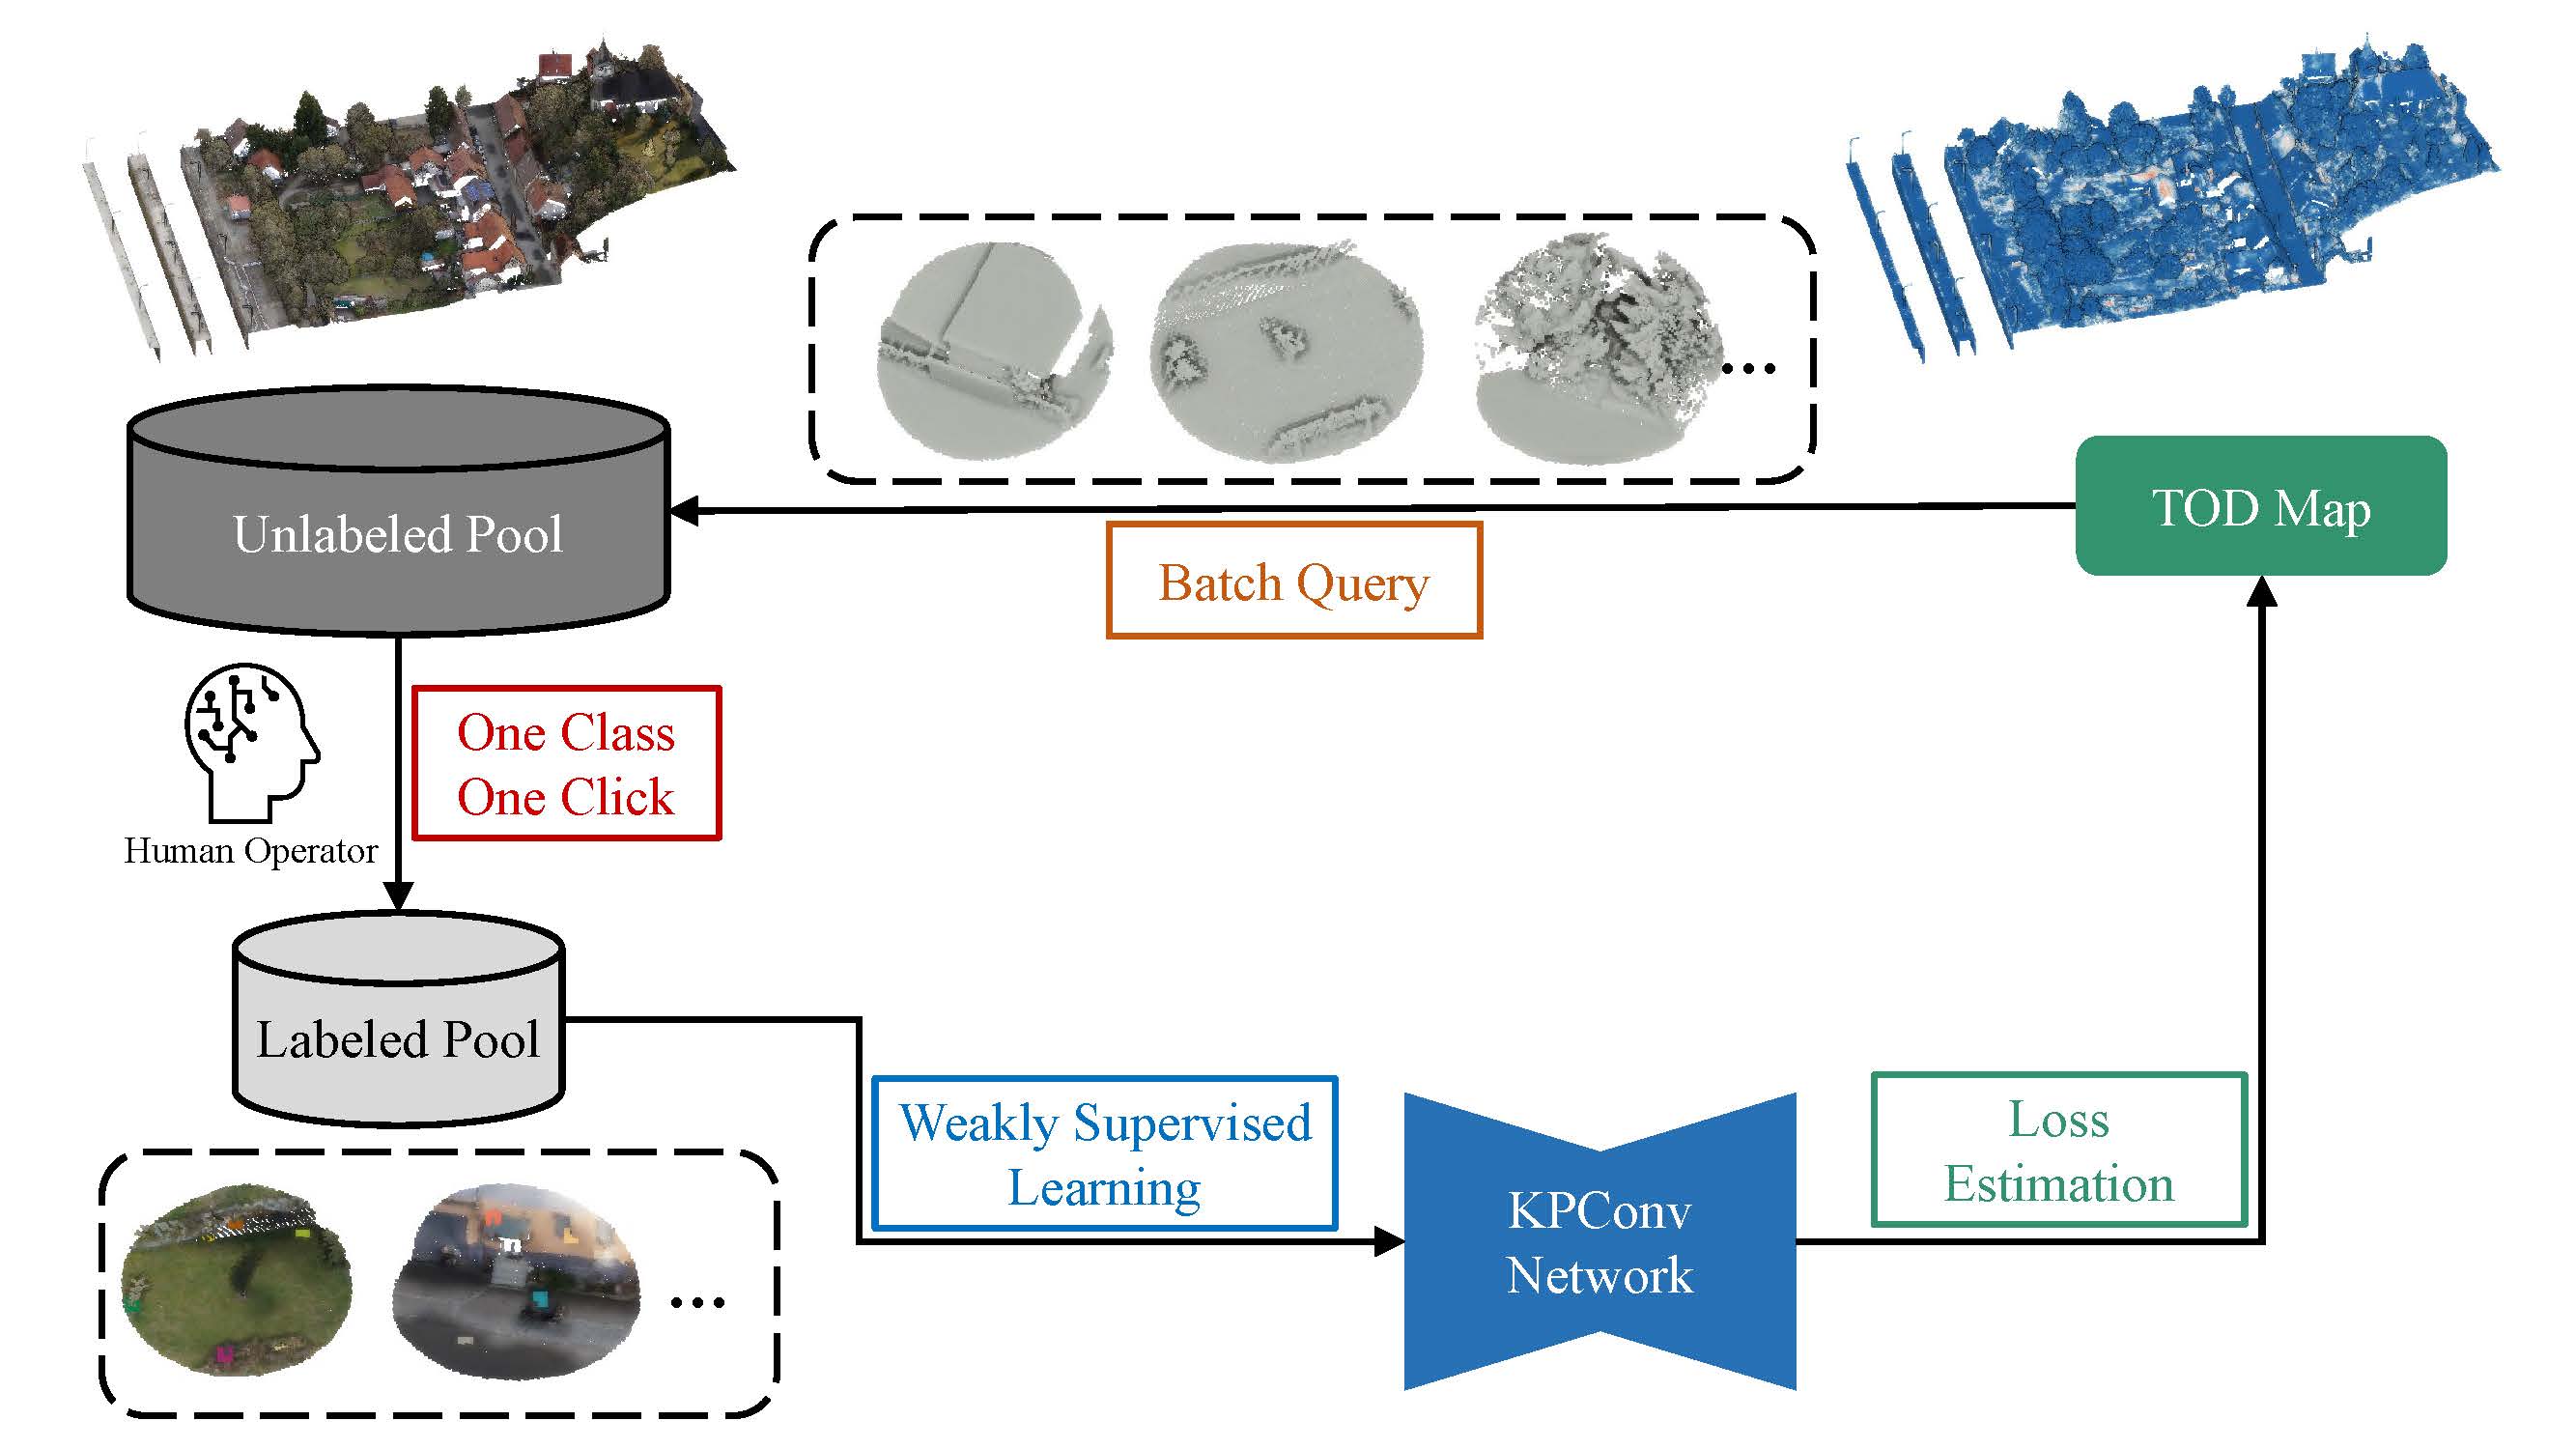 Unlabeled Pool
TOD Map
Batch Query
One Class
One Click
Human Operator
Labeled Pool
Weakly Supervised
Learning
KPConv
Network
Loss
Estimation